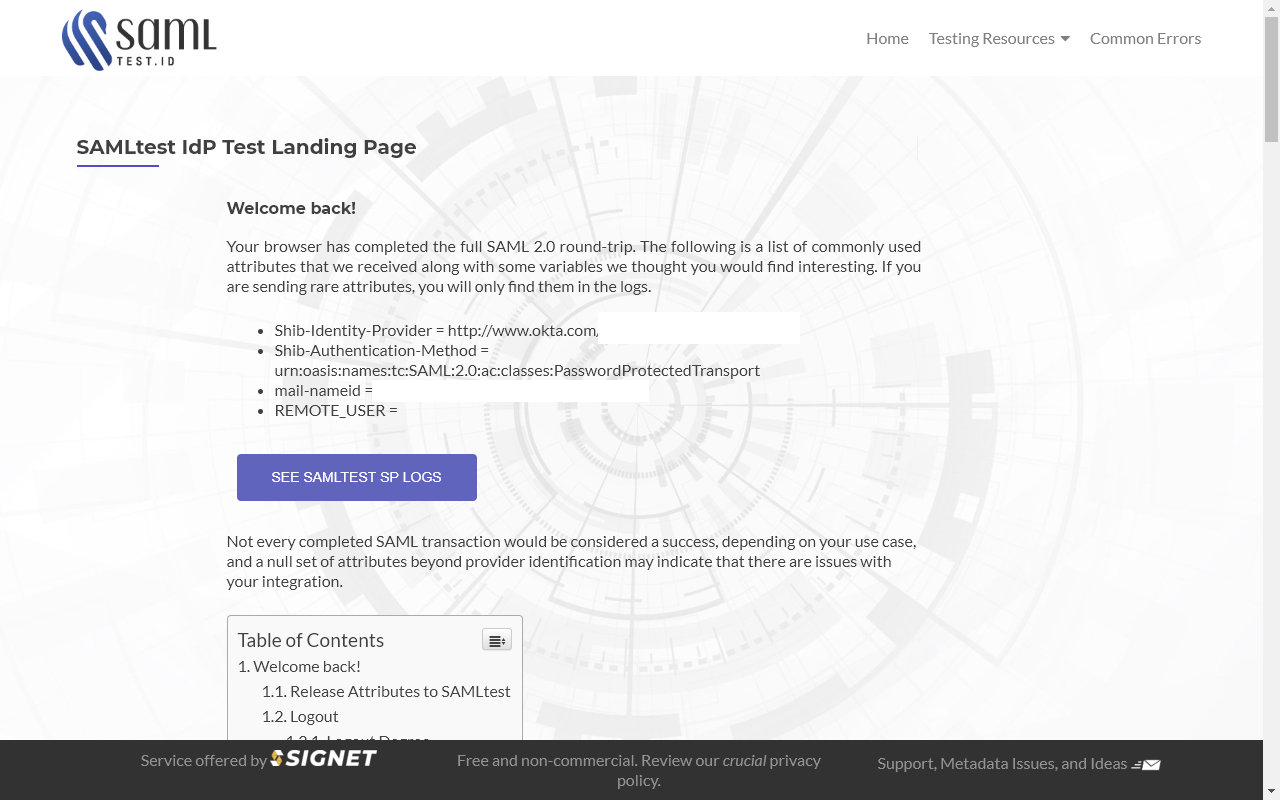 samL
TEST.ID
Home
Testing Resources
Common Errors
SAMLtest IdP Test Landing Page
Welcome back!
Your browser has completed the full SAML 2.0 round-trip. The following is a list of commonly used
attributes that we received along with some variables we thought you would find interesting. If you
are sending rare attributes, you will only find them in the logs.
• Shib-Identity-Provider = http://www.okta.com/
• Shib-Authentication-Method =
urn:oasis:names:tc:SAML:2.0:ac:classes:PasswordProtectedTransport
• mail-nameid =
• REMOTE_USER =
SEE SAMLTEST SP LOGS
Not every completed SAML transaction would be considered a success, depending on your use case,
and a null set of attributes beyond provider identification may indicate that there are issues with
your integration.
Table of Contents
1. Welcome back!
1.1. Release Attributes to SAMLtest
1.2. Logout
1.2.1. Logout Degree
Service offered by SIGNET
Free and non-commercial. Review our crucial privacy
policy.
Support, Metadata Issues, and Ideas